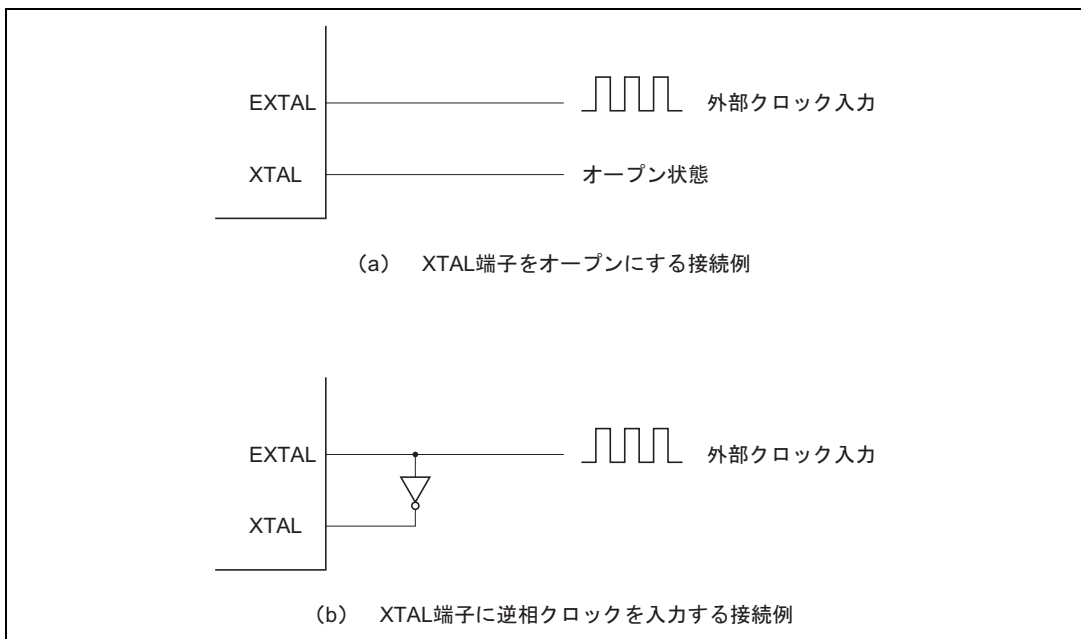 EXTAL
外部クロック入力
XTAL
オープン状態
(a) XTAL端子をオープンにする接続例
EXTAL
外部クロック入力
XTAL
(b) XTAL端子に逆相クロックを入力する接続例